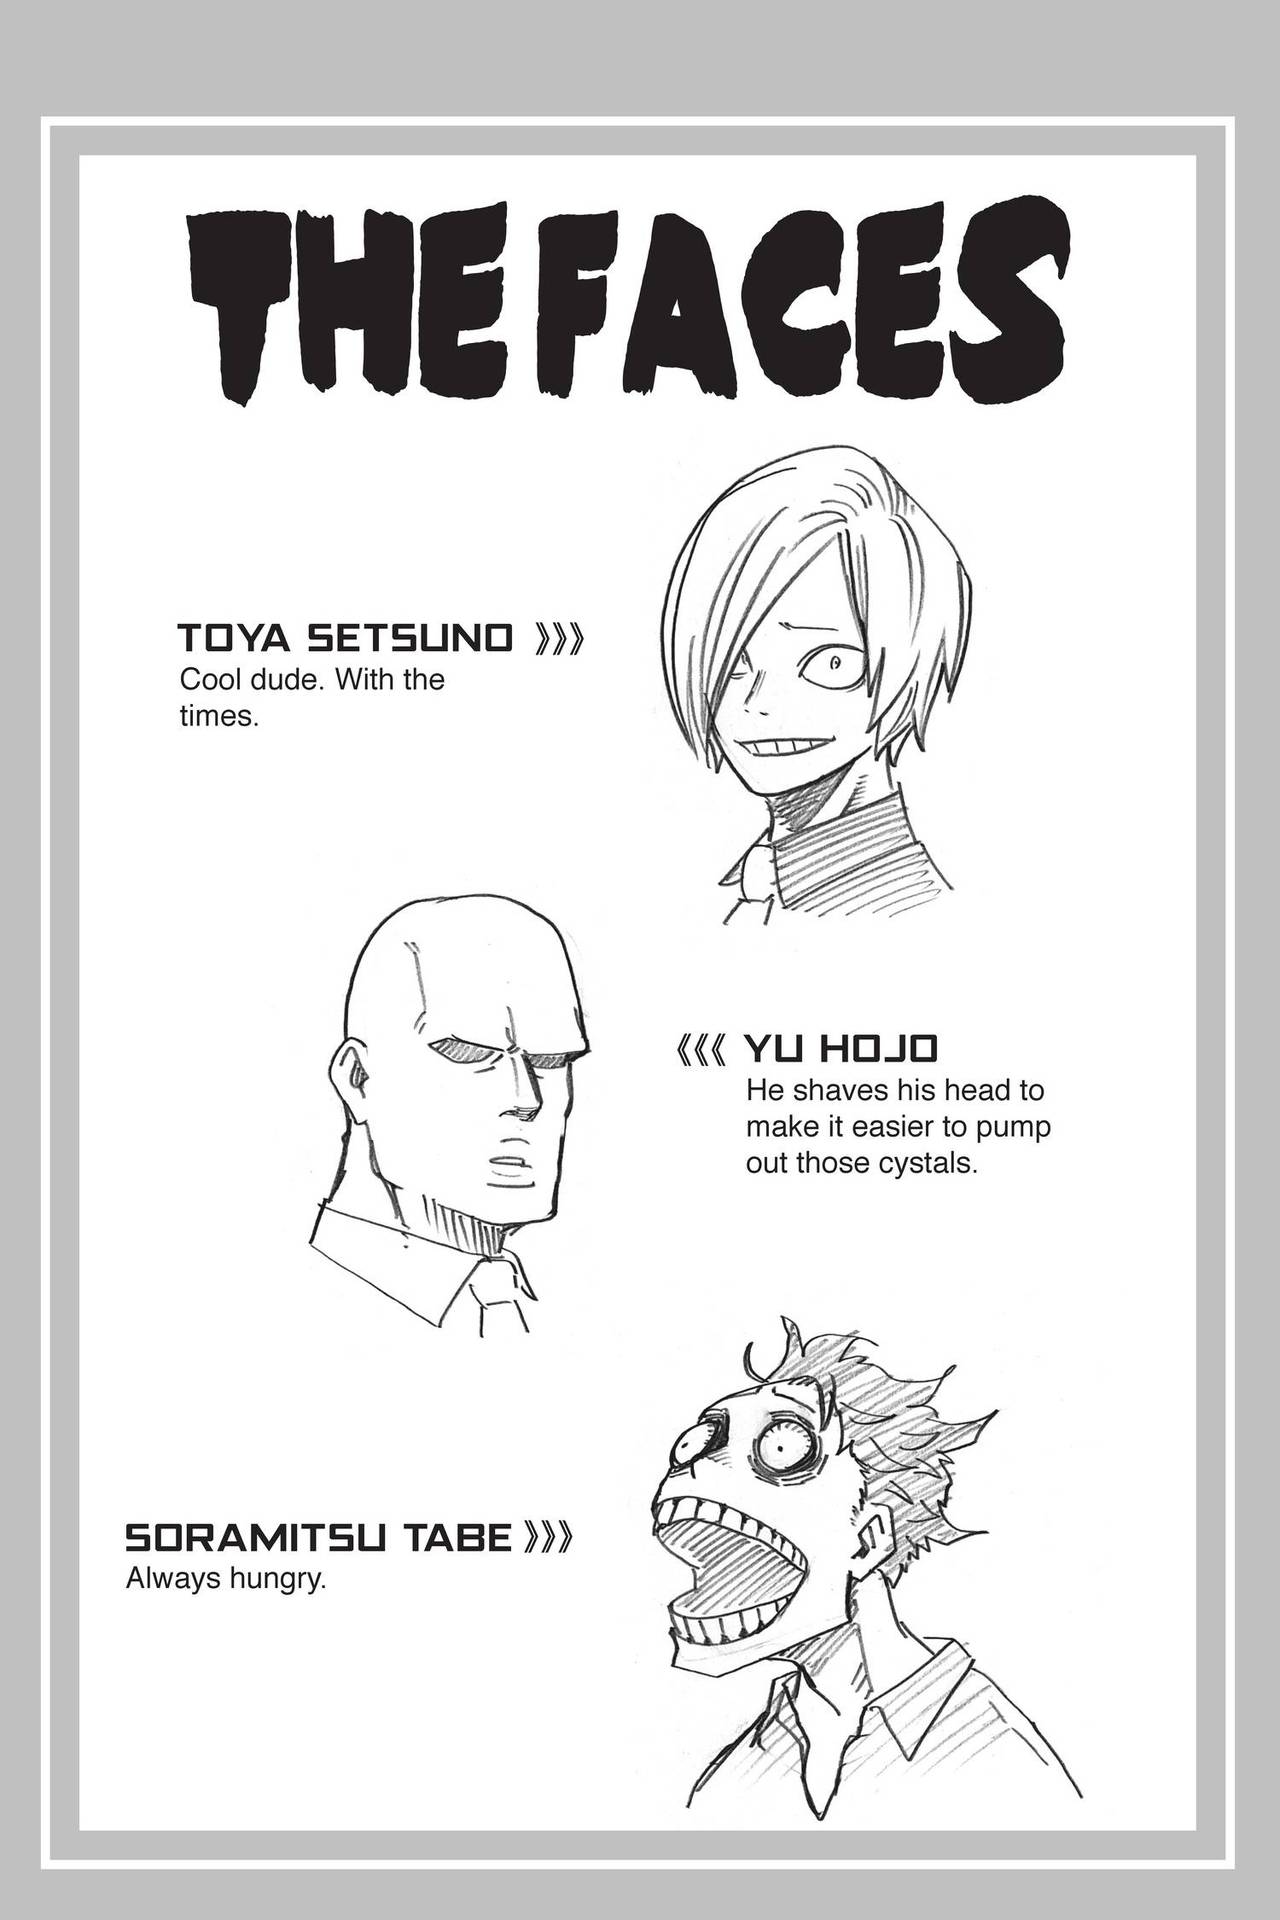 THE FACES
TOYA SETSUNO >>>
Cool dude. With the
times.
<<< YU HOJO
He shaves his head to
make it easier to pump
out those cystals.
SORAMITSU TABE >>>
Always hungry.